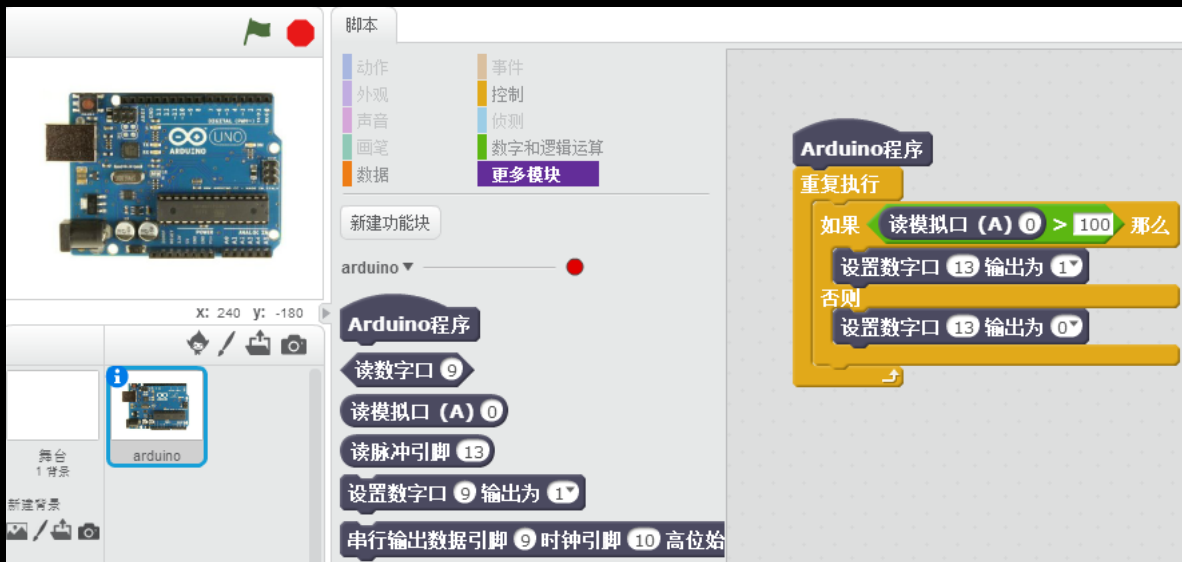 脚本
动作
事件
外观
控制
声音
侦测
画笔
数字和逻辑运算
数据
更多模块
新建功能块
arduino
Arduino程序
读数字口 9
读模拟口 (A) 0
读脉冲引脚 13
设置数字口 9 输出为 1
串行输出数据引脚 9 时钟引脚 10 高位始
UNO
ARDUINO
x: 240 y: -180
舞台
1 背景
新建背景
arduino
Arduino程序
重复执行
如果 读模拟口 (A) 0 > 100 那么
设置数字口 13 输出为 1
否则
设置数字口 13 输出为 0